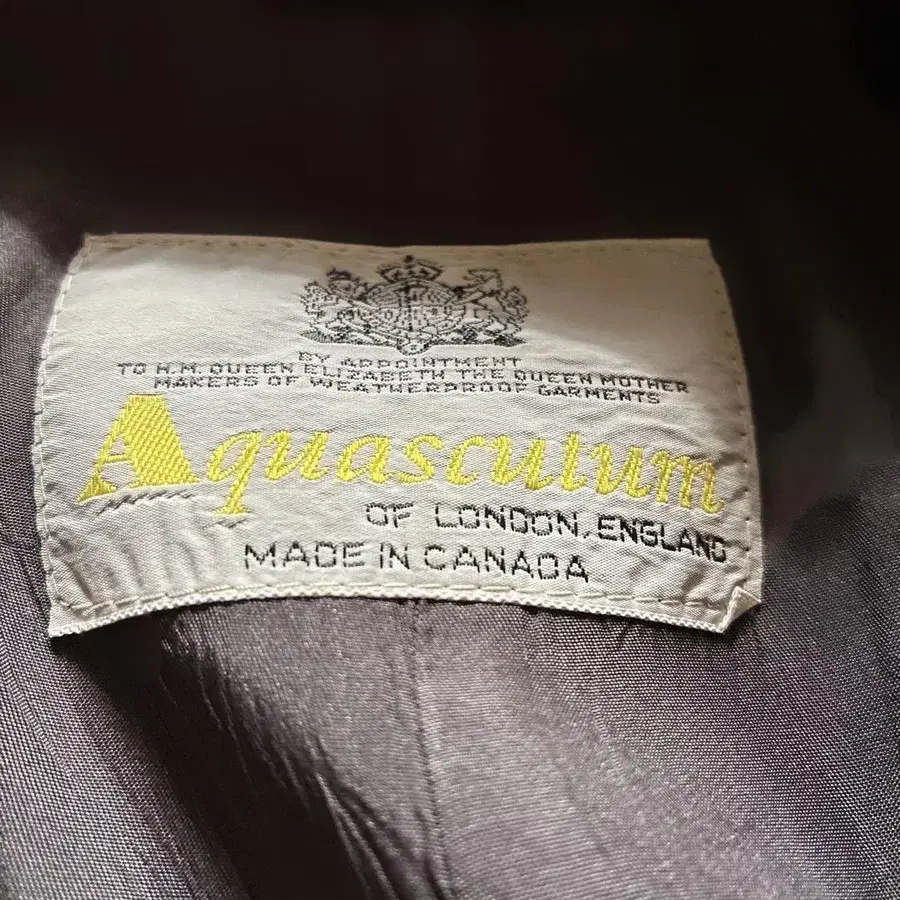 BY APPOINTMENT
TO H.M. QUEEN ELIZABETH THE QUEEN MOTHER
MAKERS OF WEATHERPROOF GARMENTS
Aquascutum
OF LONDON, ENGLAND
MADE IN CANADA